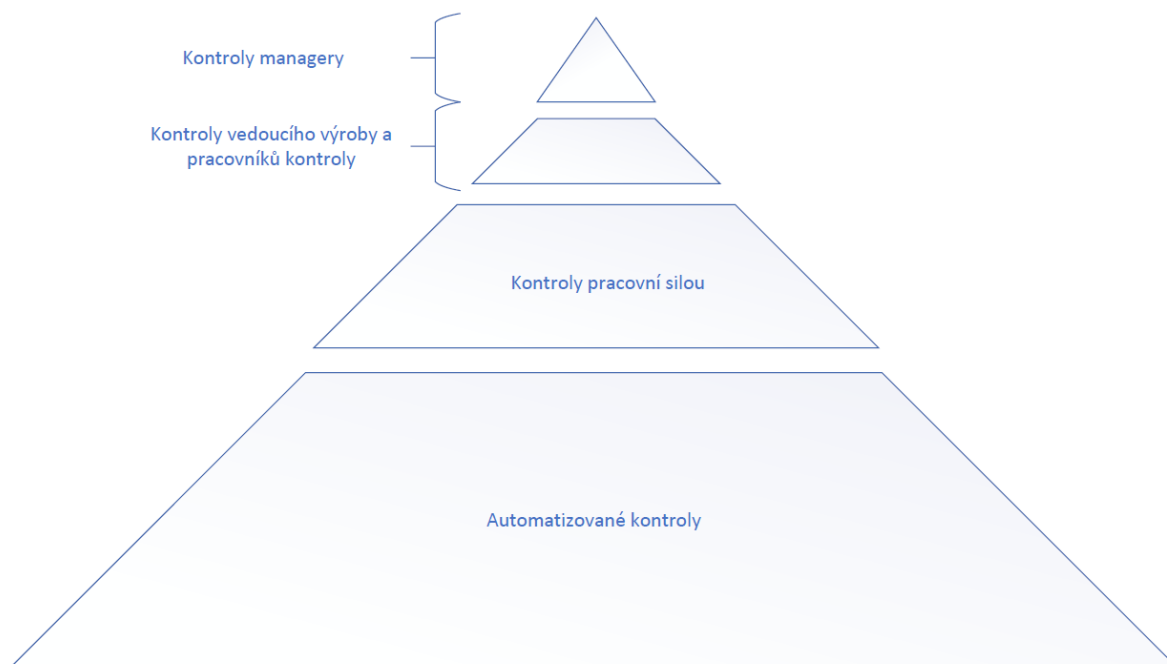 Kontroly managery
Kontroly vedoucího výroby a
pracovníků kontroly
Kontroly pracovní silou
Automatizované kontroly